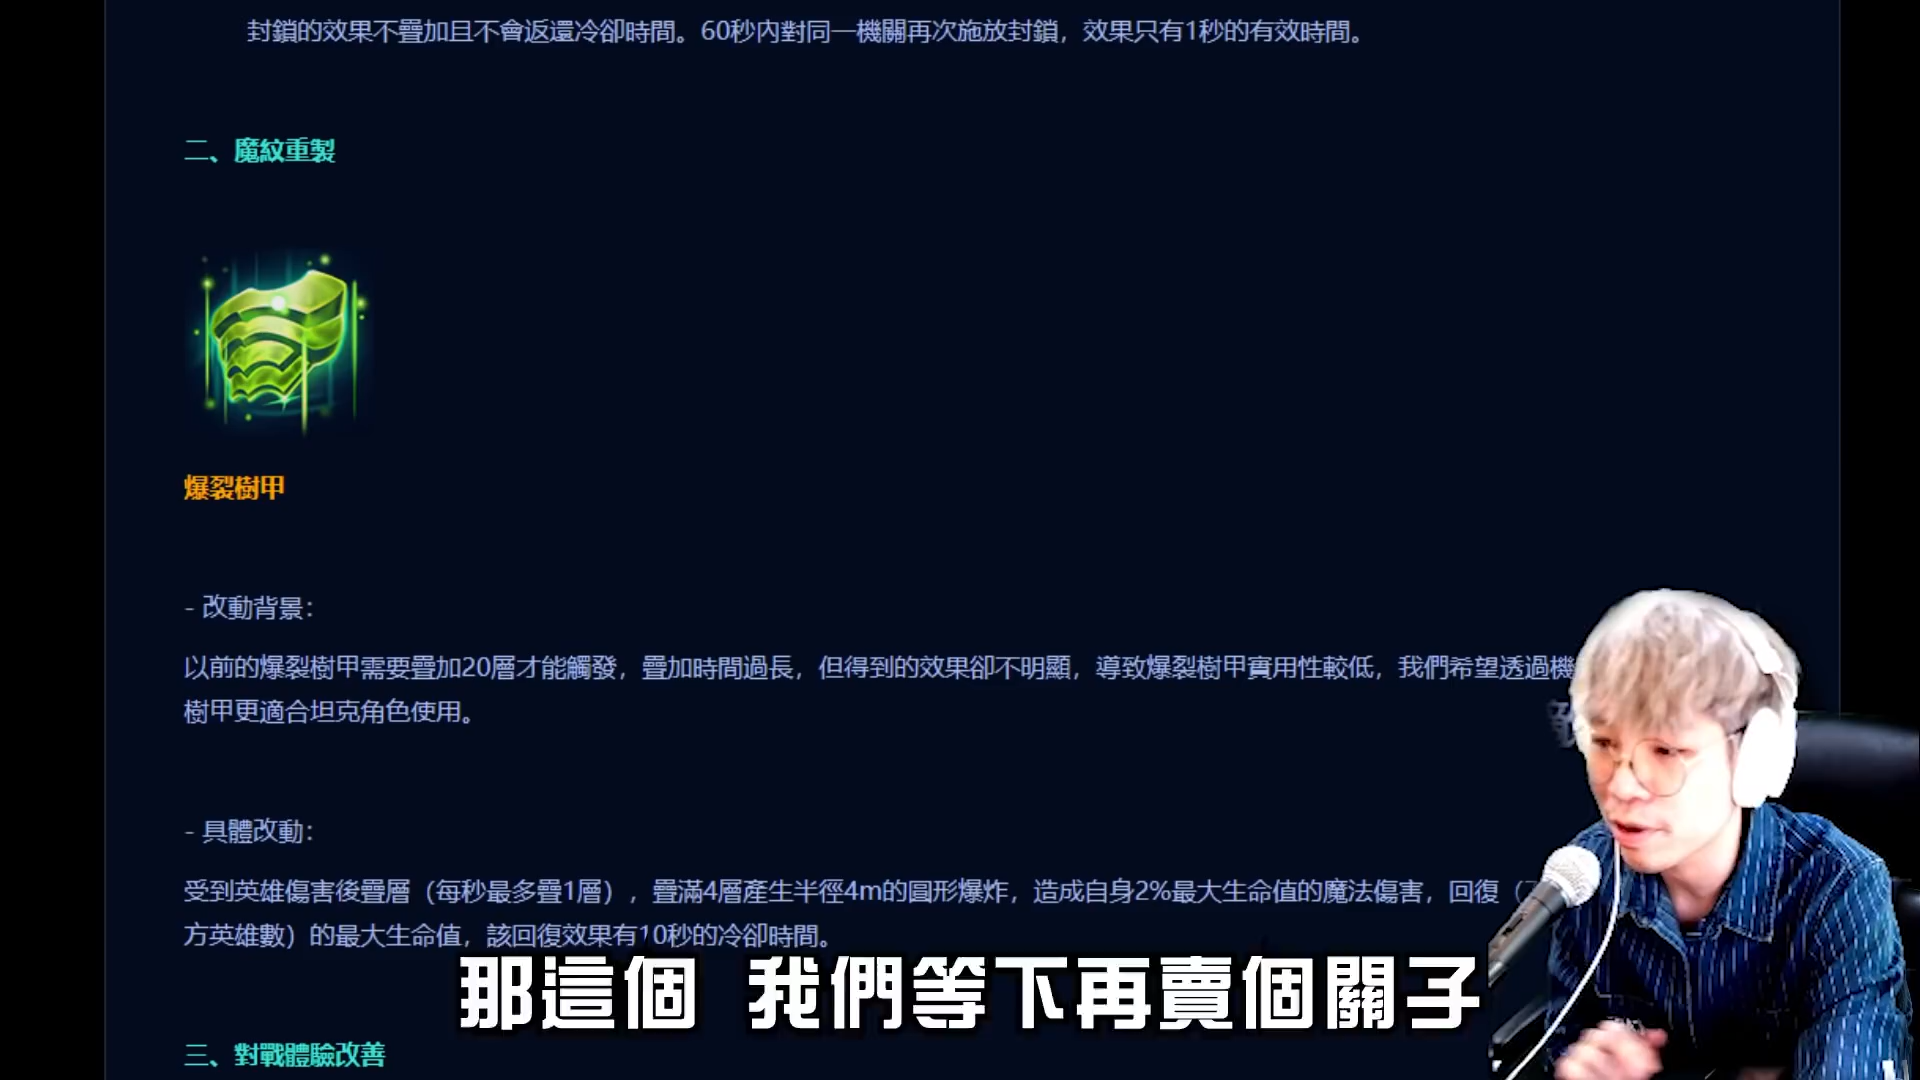 封鎖的效果不疊加且不會返還冷卻時間。60秒內對同一機關再次施放封鎖，效果只有1秒的有效時間。
二、魔紋重製
爆裂樹甲
- 改動背景：
以前的爆裂樹甲需要疊加20層才能觸發，疊加時間過長，但得到的效果卻不明顯，導致爆裂樹甲實用性較低，我們希望透過機
樹甲更適合坦克角色使用。
- 具體改動：
受到英雄傷害後疊層（每秒最多疊1層），疊滿4層產生半徑4m的圓形爆炸，造成自身2%最大生命值的魔法傷害，回復（
方英雄數）的最大生命值，該回復效果有10秒的冷卻時間。
那這個 我們等下再賣個關子
三、對戰體驗改善